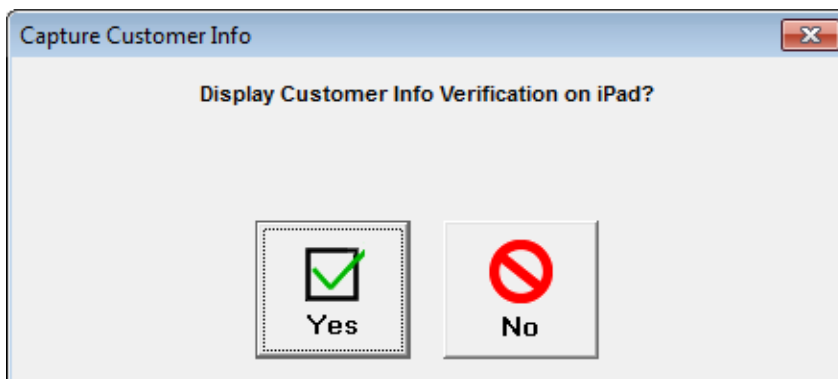 Capture Customer Info
Display Customer Info Verification on iPad?
Yes
No